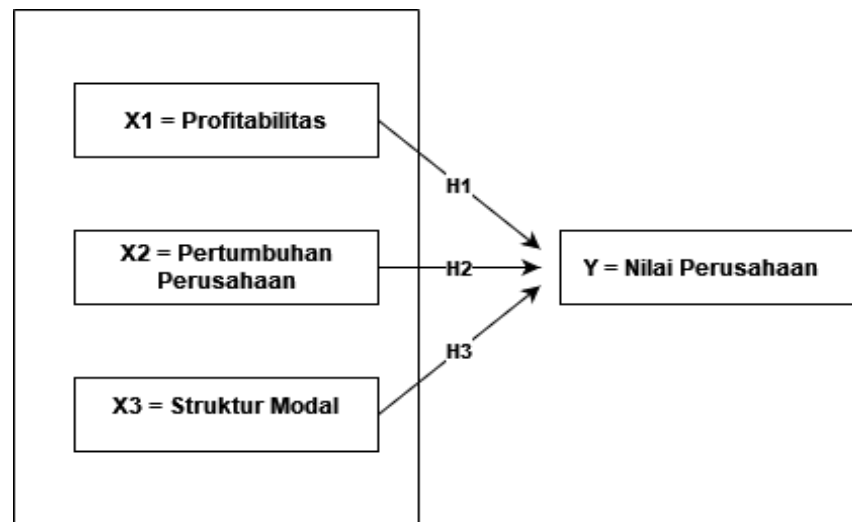 X1 = Profitabilitas
H1
X2 = Pertumbuhan
Perusahaan
H2
Y = Nilai Perusahaan
H3
X3 = Struktur Modal